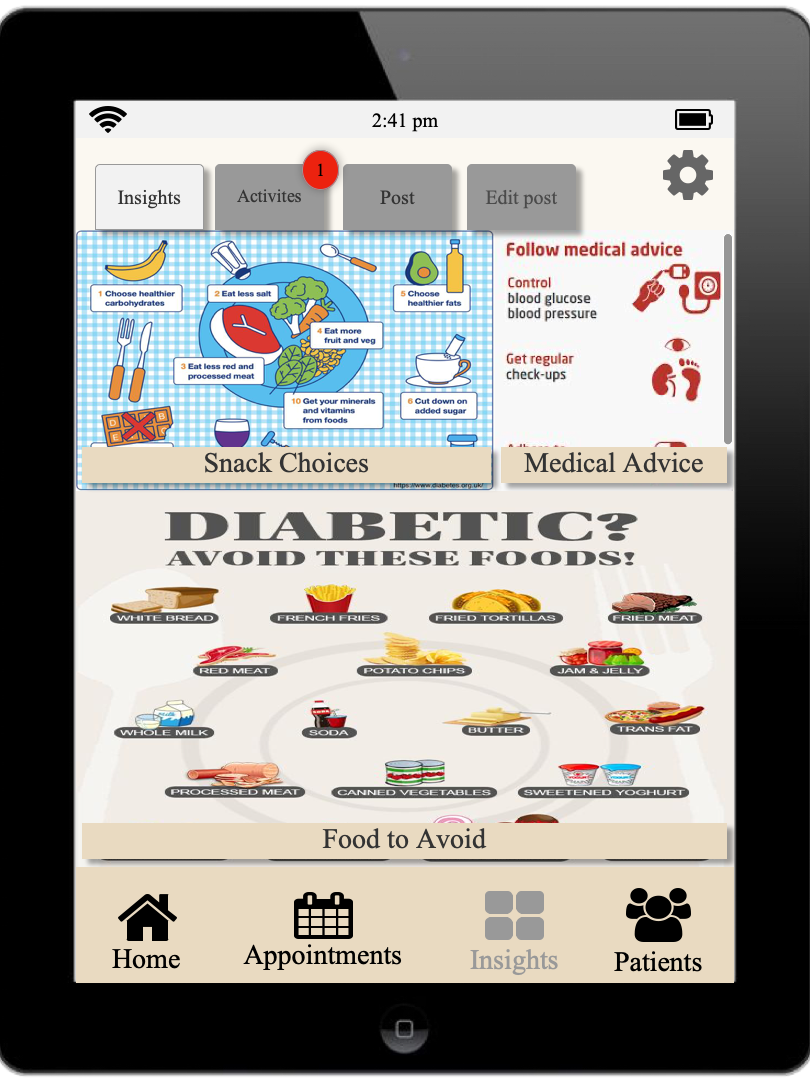 2:41 pm
Insights
Activites
1
Post
Edit post
1 Choose healthier
carbohydrates
2 Eat less salt
5 Choose
healthier fats
4 Eat more
fruit and veg
3 Eat less red and
processed meat
10 Get your minerals
and vitamins
from foods
6 Cut down on
added sugar
D
B
E
Snack Choices
https://www.diabetes.org.uk/
Follow medical advice
Control
blood glucose
blood pressure
Get regular
check-ups
Medical Advice
DIABETIC?
AVOID THESE FOODS!
WHITE BREAD
FRENCH FRIES
FRIED TORTILLAS
FRIED MEAT
RED MEAT
POTATO CHIPS
JAM & JELLY
WHOLE MILK
SODA
BUTTER
TRANS FAT
PROCESSED MEAT
CANNED VEGETABLES
SWEETENED YOGHURT
Food to Avoid
Home
Appointments
Insights
Patients